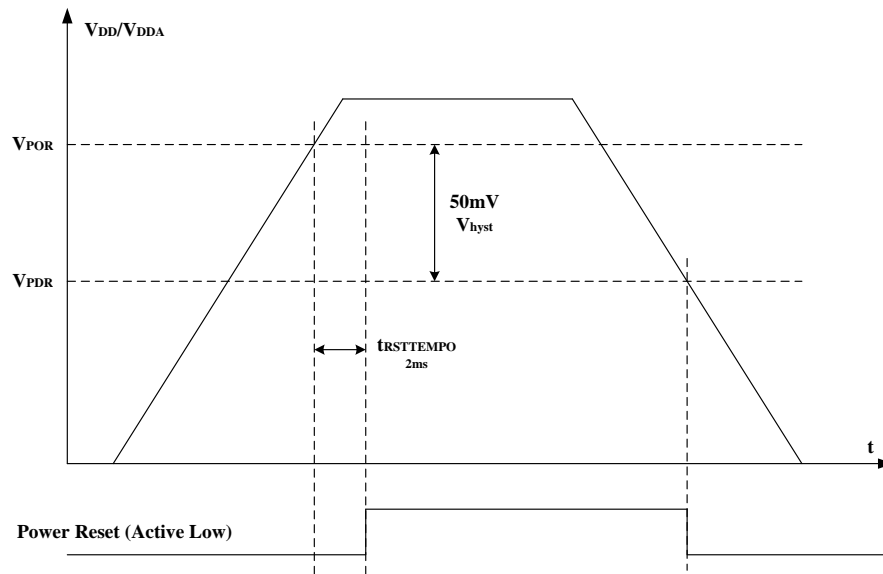 VDD/VDDA
VPOR
50mV
Vhyst
VPDR
tRSTTEMPO
2ms
t
Power Reset (Active Low)